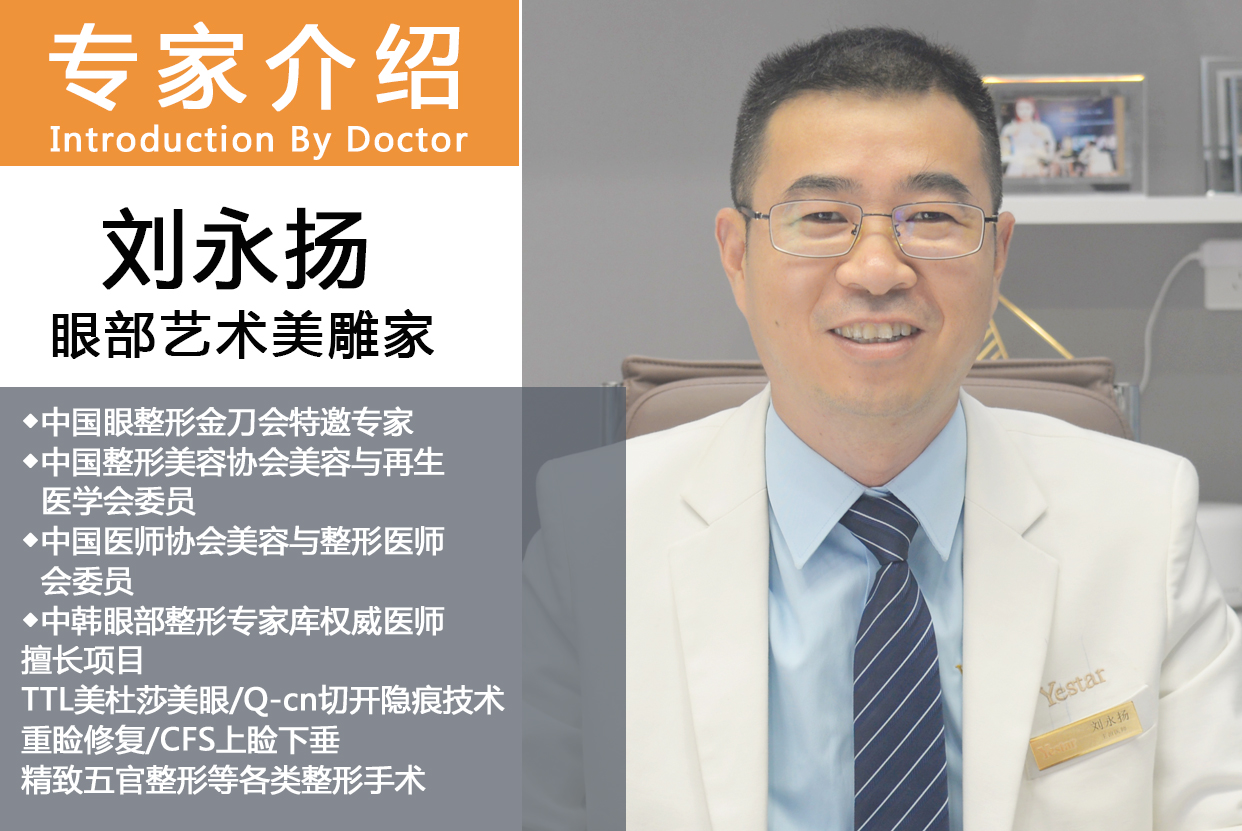 专家介绍
Introduction By Doctor
刘永扬
眼部艺术美雕家
◆中国眼整形金刀会特邀专家
◆中国整形美容协会美容与再生
医学会委员
◆中国医师协会美容与整形医师
会委员
◆中韩眼部整形专家库权威医师
擅长项目
TTL美杜莎美眼/Q-cn切开隐痕技术
重睑修复/CFS上睑下垂
精致五官整形等各类整形手术
Yestar
刘永扬